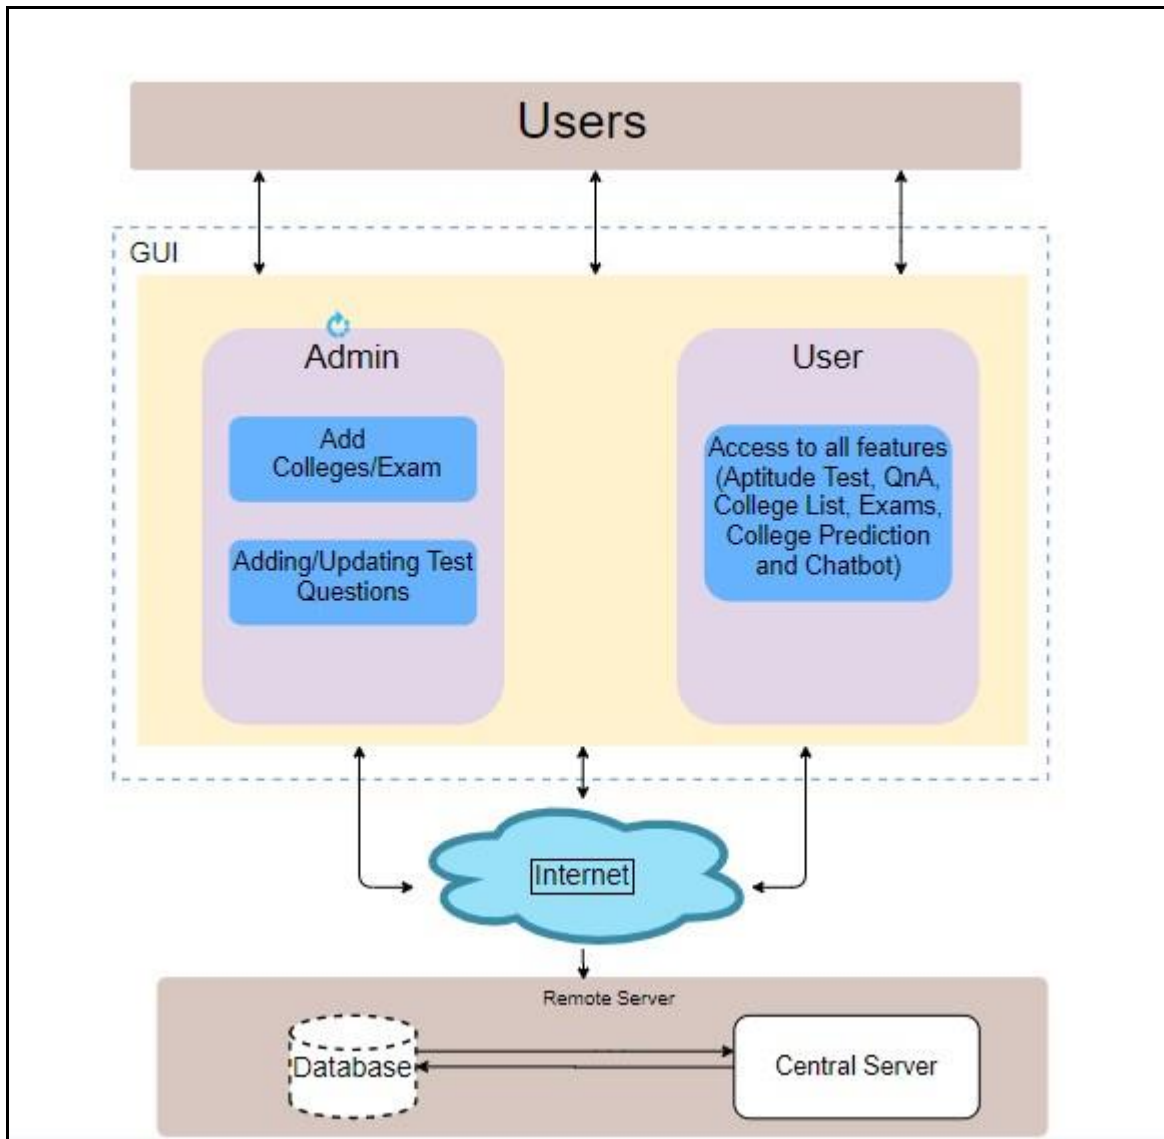 Users
GUI
Admin
Add
Colleges/Exam
Adding/Updating Test
Questions
User
Access to all features
(Aptitude Test, QnA,
College List, Exams,
College Prediction
and Chatbot)
Internet
Remote Server
Database
Central Server